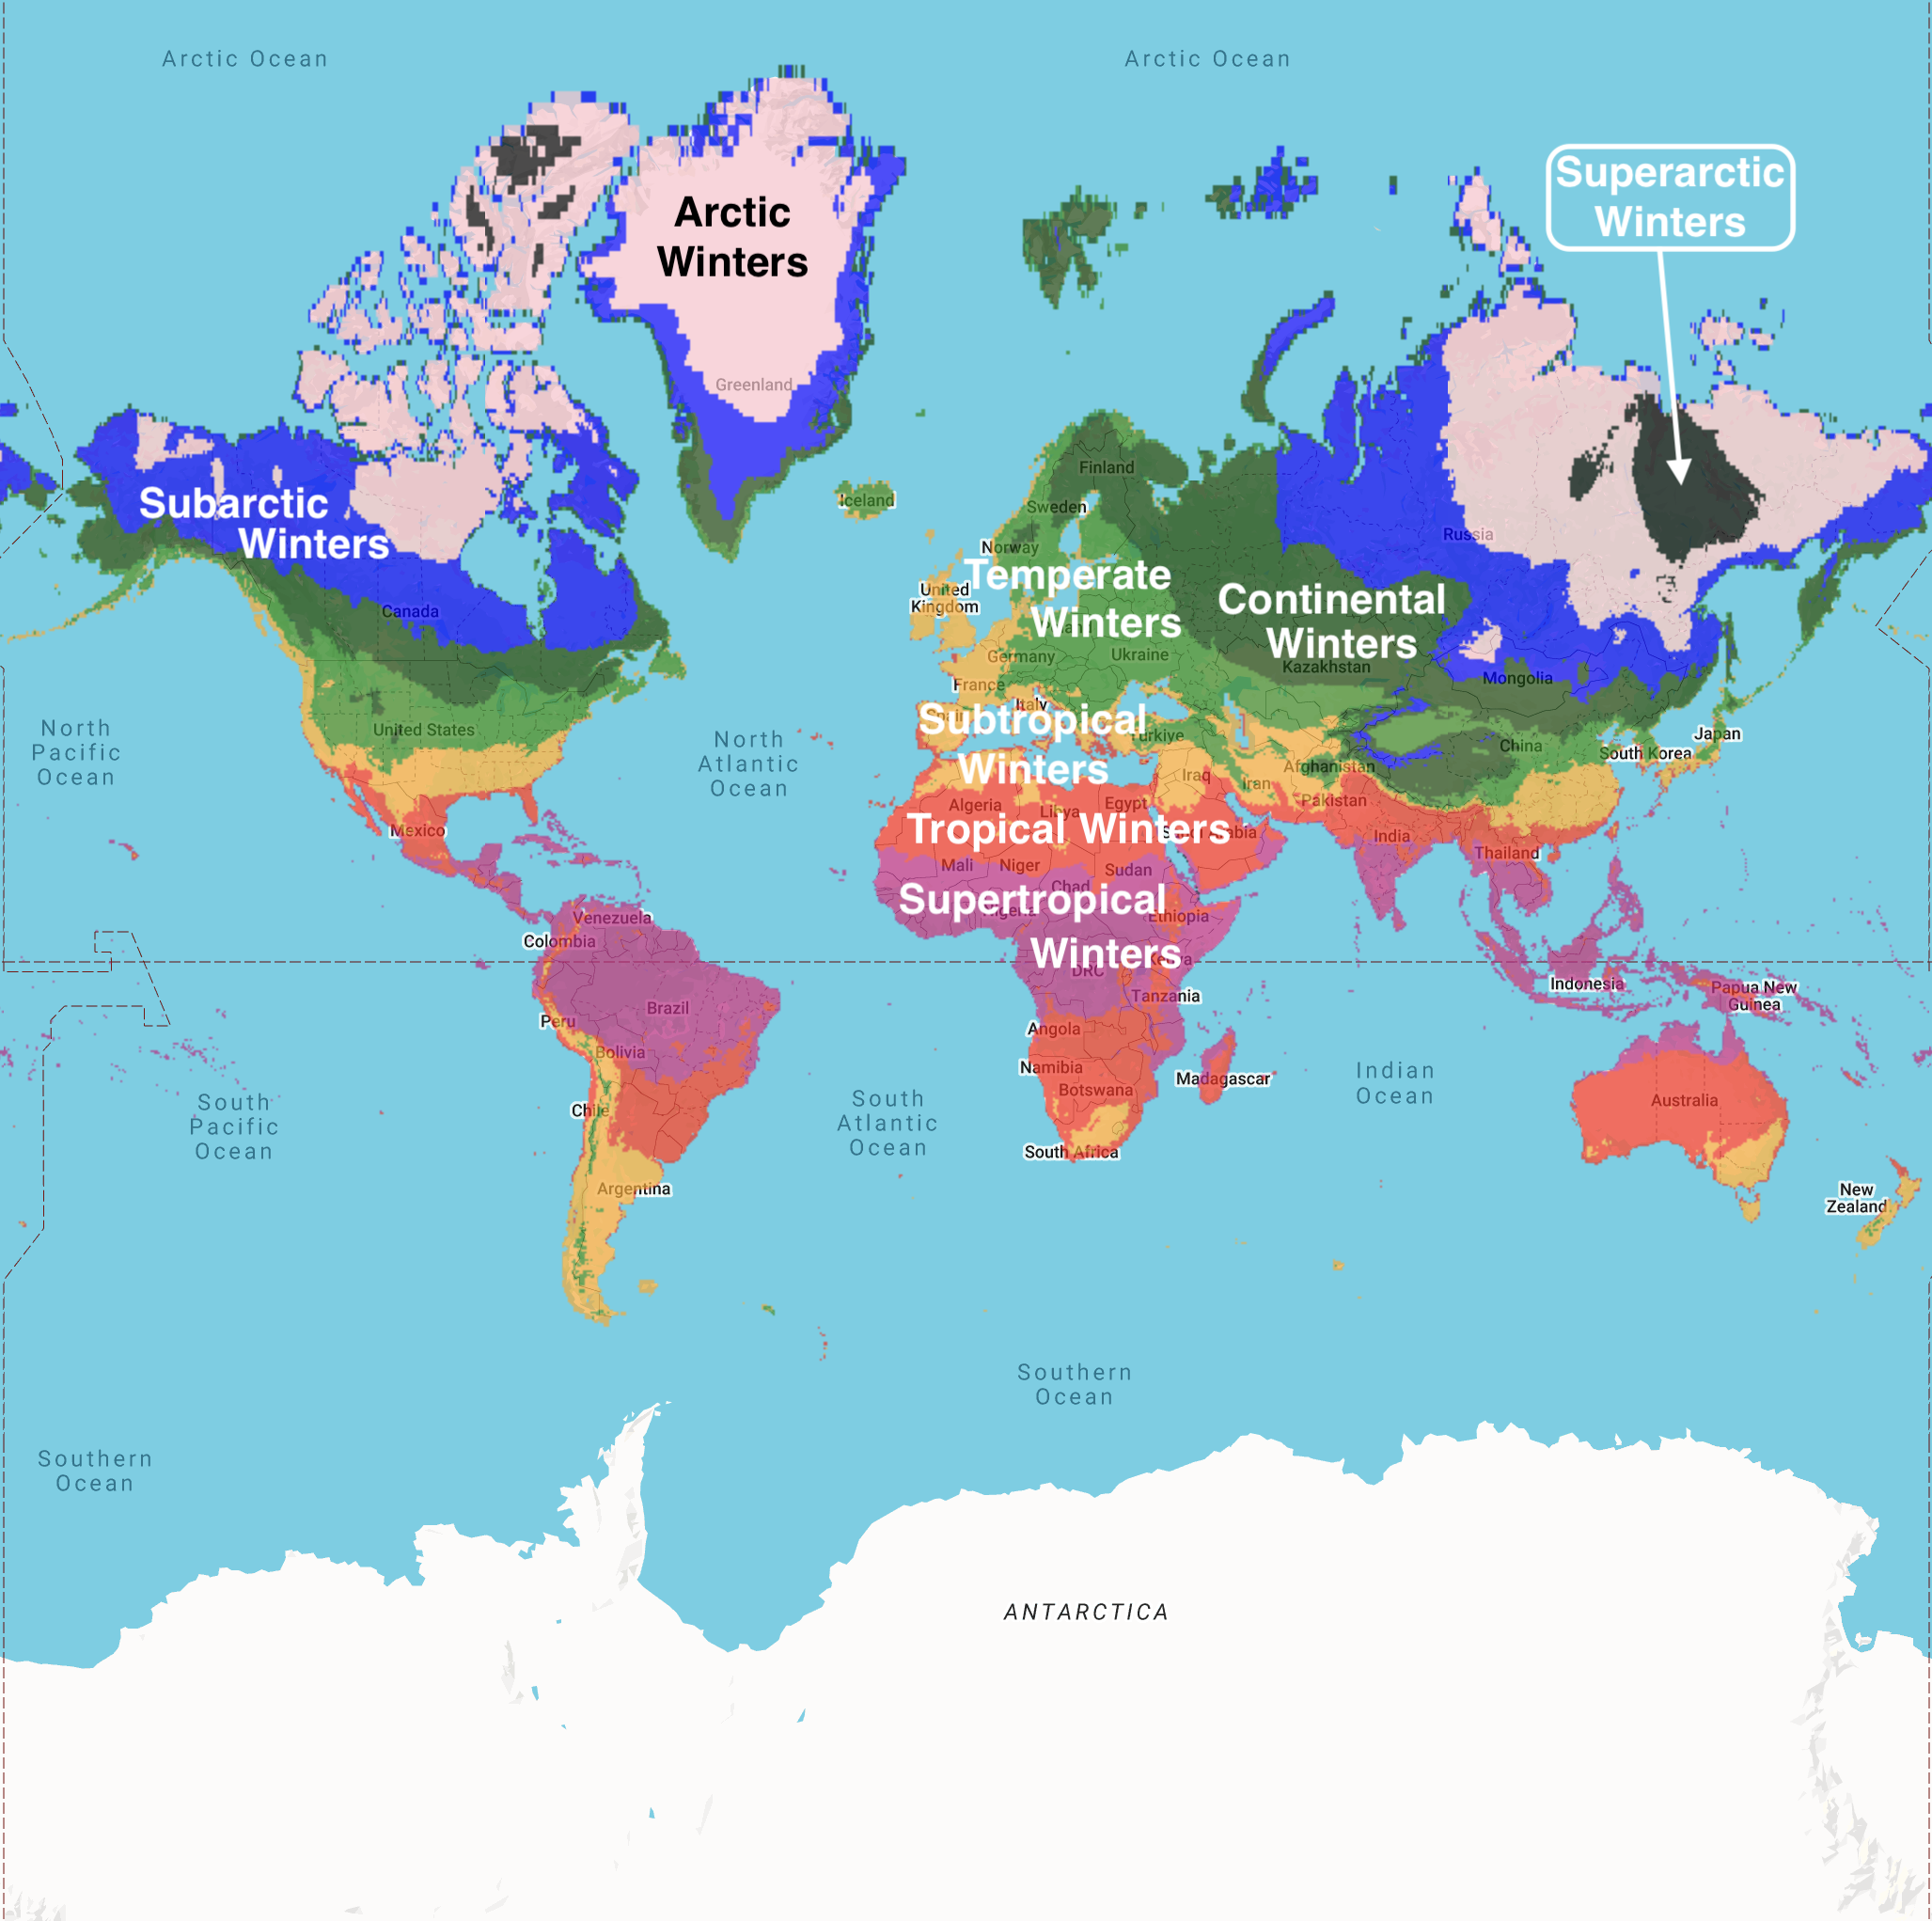 Arctic Ocean
Arctic Ocean
Superarctic
Winters
Arctic
Winters
Greenland
Finland
Iceland
Sweden
Subarctic
Winters
Russia
Norway
Temperate
Winters
United
Kingdom
Continental
Winters
Canada
Germany
Ukraine
Kazakhstan
Mongolia
France
Italy
Subtropical
Winters
Türkiye
North
Pacific
Ocean
United States
North
Atlantic
Ocean
China
Japan
South Korea
Iraq
Iran
Afghanistan
Pakistan
Algeria
Libya
Egypt
Tropical Winters
Mexico
India
Thailand
Mali
Niger
Sudan
Chad
Supertropical
Winters
Nigeria
Ethiopia
Venezuela
Colombia
DRC
Kenya
Tanzania
Indonesia
Papua New
Guinea
Brazil
Peru
Angola
Bolivia
Namibia
Botswana
Madagascar
Indian
Ocean
Australia
Chile
South
Pacific
Ocean
South
Atlantic
Ocean
South Africa
Argentina
New
Zealand
Southern
Ocean
Southern
Ocean
ANTARCTICA